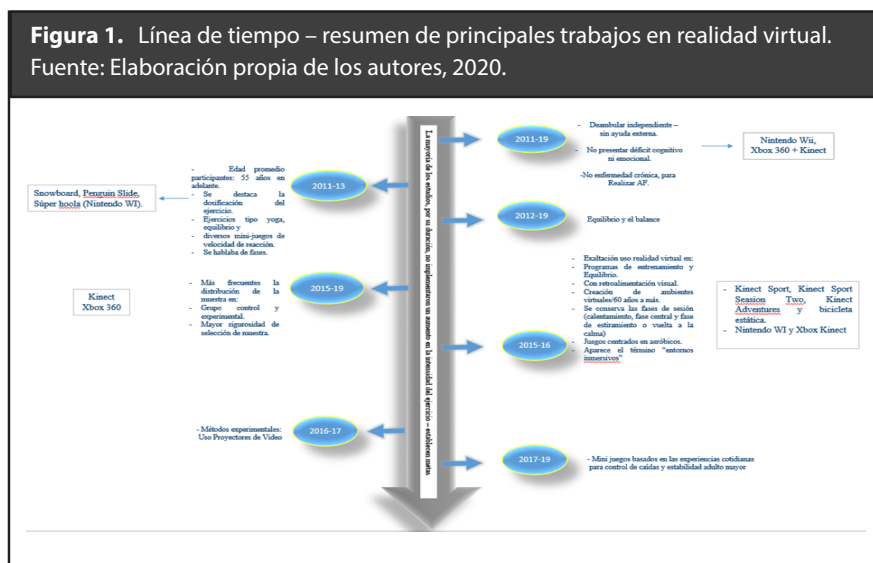 Figura 1. Línea de tiempo – resumen de principales trabajos en realidad virtual.
Fuente: Elaboración propia de los autores, 2020.
La mayoría de los estudios, por su duración, no implementaron un aumento en la intensidad del ejercicio – establecen metas
2011-19
- Deambular independiente –
sin ayuda externa.
- No presentar déficit cognitivo
ni emocional.
-No enfermedad crónica, para
Realizar AF.
Nintendo Wii,
Xbox 360 + Kinect
2011-13
- Edad promedio
participantes: 55 años en
adelante.
- Se destaca la
dosificación del
ejercicio.
- Ejercicios tipo yoga,
equilibrio y
- diversos mini-juegos de
velocidad de reacción.
- Se hablaba de fases.
Snowboard, Penguin Slide,
Súper hoola (Nintendo WI).
2012-19
Equilibrio y el balance
2015-19
- Más frecuentes la
distribución de la
muestra en:
- Grupo control y
experimental.
- Mayor rigurosidad de
selección de muestra.
Kinect
Xbox 360
2015-16
- Exaltación uso realidad virtual en:
- Programas de entrenamiento y
Equilibrio.
- Con retroalimentación visual.
- Creación de ambientes
virtuales/60 años a más.
- Se conserva las fases de sesión
(calentamiento, fase central y fase
de estiramiento o vuelta a la
calma)
- Juegos centrados en aeróbicos.
- Aparece el término “entornos
inmersivos”
- Kinect Sport, Kinect Sport
Seasion Two, Kinect
Adventures y bicicleta
estática.
- Nintendo WI y Xbox Kinect
2016-17
- Métodos experimentales:
Uso Proyectores de Video
2017-19
- Mini juegos basados en las experiencias cotidianas
para control de caídas y estabilidad adulto mayor